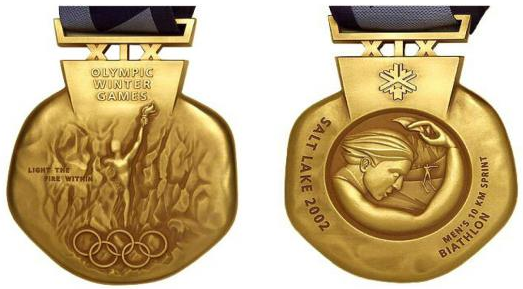 XIX
OLYMPIC
WINTER
GAMES
LIGHT THE
FIRE WITHIN
XIX
SALT LAKE 2002
MEN'S 10 KM SPRINT
BIATHLON